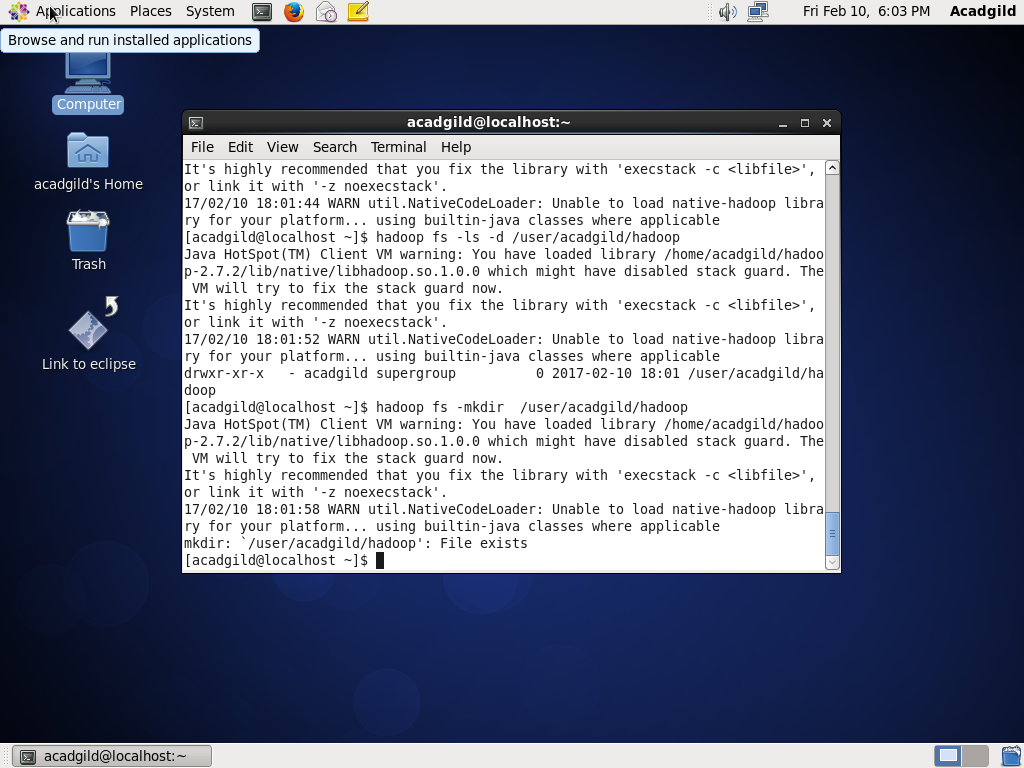 Applications Places System Fri Feb 10, 6:03 PM Acadgild
Browse and run installed applications
Computer
acadgild's Home
Trash
Link to eclipse
acadgild@localhost:~
File Edit View Search Terminal Help
It's highly recommended that you fix the library with 'execstack -c <libfile>',
or link it with '-z noexecstack'.
17/02/10 18:01:44 WARN util.NativeCodeLoader: Unable to load native-hadoop libra
ry for your platform... using builtin-java classes where applicable
[acadgild@localhost ~]$ hadoop fs -ls -d /user/acadgild/hadoop
Java HotSpot(TM) Client VM warning: You have loaded library /home/acadgild/hadoo
p-2.7.2/lib/native/libhadoop.so.1.0.0 which might have disabled stack guard. The
 VM will try to fix the stack guard now.
It's highly recommended that you fix the library with 'execstack -c <libfile>',
or link it with '-z noexecstack'.
17/02/10 18:01:52 WARN util.NativeCodeLoader: Unable to load native-hadoop libra
ry for your platform... using builtin-java classes where applicable
drwxr-xr-x   - acadgild supergroup          0 2017-02-10 18:01 /user/acadgild/ha
doop
[acadgild@localhost ~]$ hadoop fs -mkdir  /user/acadgild/hadoop
Java HotSpot(TM) Client VM warning: You have loaded library /home/acadgild/hadoo
p-2.7.2/lib/native/libhadoop.so.1.0.0 which might have disabled stack guard. The
 VM will try to fix the stack guard now.
It's highly recommended that you fix the library with 'execstack -c <libfile>',
or link it with '-z noexecstack'.
17/02/10 18:01:58 WARN util.NativeCodeLoader: Unable to load native-hadoop libra
ry for your platform... using builtin-java classes where applicable
mkdir: `/user/acadgild/hadoop': File exists
[acadgild@localhost ~]$
acadgild@localhost:~